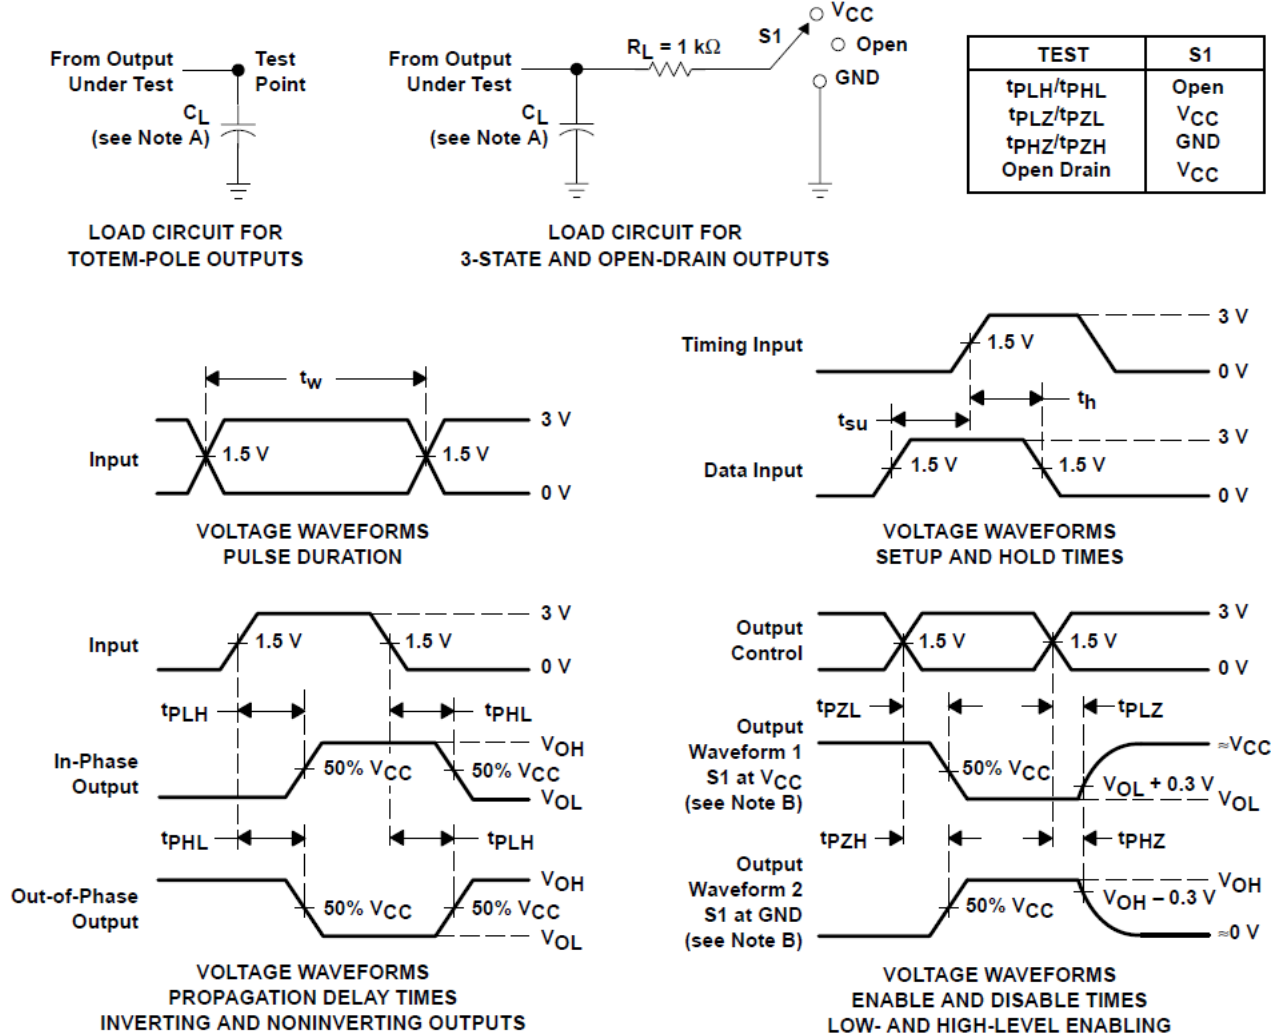 From Output
Under Test
Test
Point
CL
(see Note A)
LOAD CIRCUIT FOR
TOTEM-POLE OUTPUTS
From Output
Under Test
RL = 1 kΩ
S1
VCC
Open
GND
CL
(see Note A)
LOAD CIRCUIT FOR
3-STATE AND OPEN-DRAIN OUTPUTS
TEST S1
tPLH/tPHL Open
tPLZ/tPZL VCC
tPHZ/tPZH GND
Open Drain VCC
tw
Input
1.5 V
1.5 V
3 V
0 V
VOLTAGE WAVEFORMS
PULSE DURATION
Timing Input
1.5 V
3 V
0 V
tsu
th
Data Input
1.5 V
1.5 V
3 V
0 V
VOLTAGE WAVEFORMS
SETUP AND HOLD TIMES
Input
1.5 V
1.5 V
3 V
0 V
tPLH
tPHL
In-Phase
Output
50% VCC
50% VCC
VOH
VOL
tPHL
tPLH
Out-of-Phase
Output
50% VCC
50% VCC
VOH
VOL
VOLTAGE WAVEFORMS
PROPAGATION DELAY TIMES
INVERTING AND NONINVERTING OUTPUTS
Output
Control
1.5 V
1.5 V
3 V
0 V
tPZL
tPLZ
Output
Waveform 1
S1 at VCC
(see Note B)
50% VCC
VOL + 0.3 V
≈VCC
VOL
tPZH
tPHZ
Output
Waveform 2
S1 at GND
(see Note B)
50% VCC
VOH − 0.3 V
VOH
≈0 V
VOLTAGE WAVEFORMS
ENABLE AND DISABLE TIMES
LOW- AND HIGH-LEVEL ENABLING